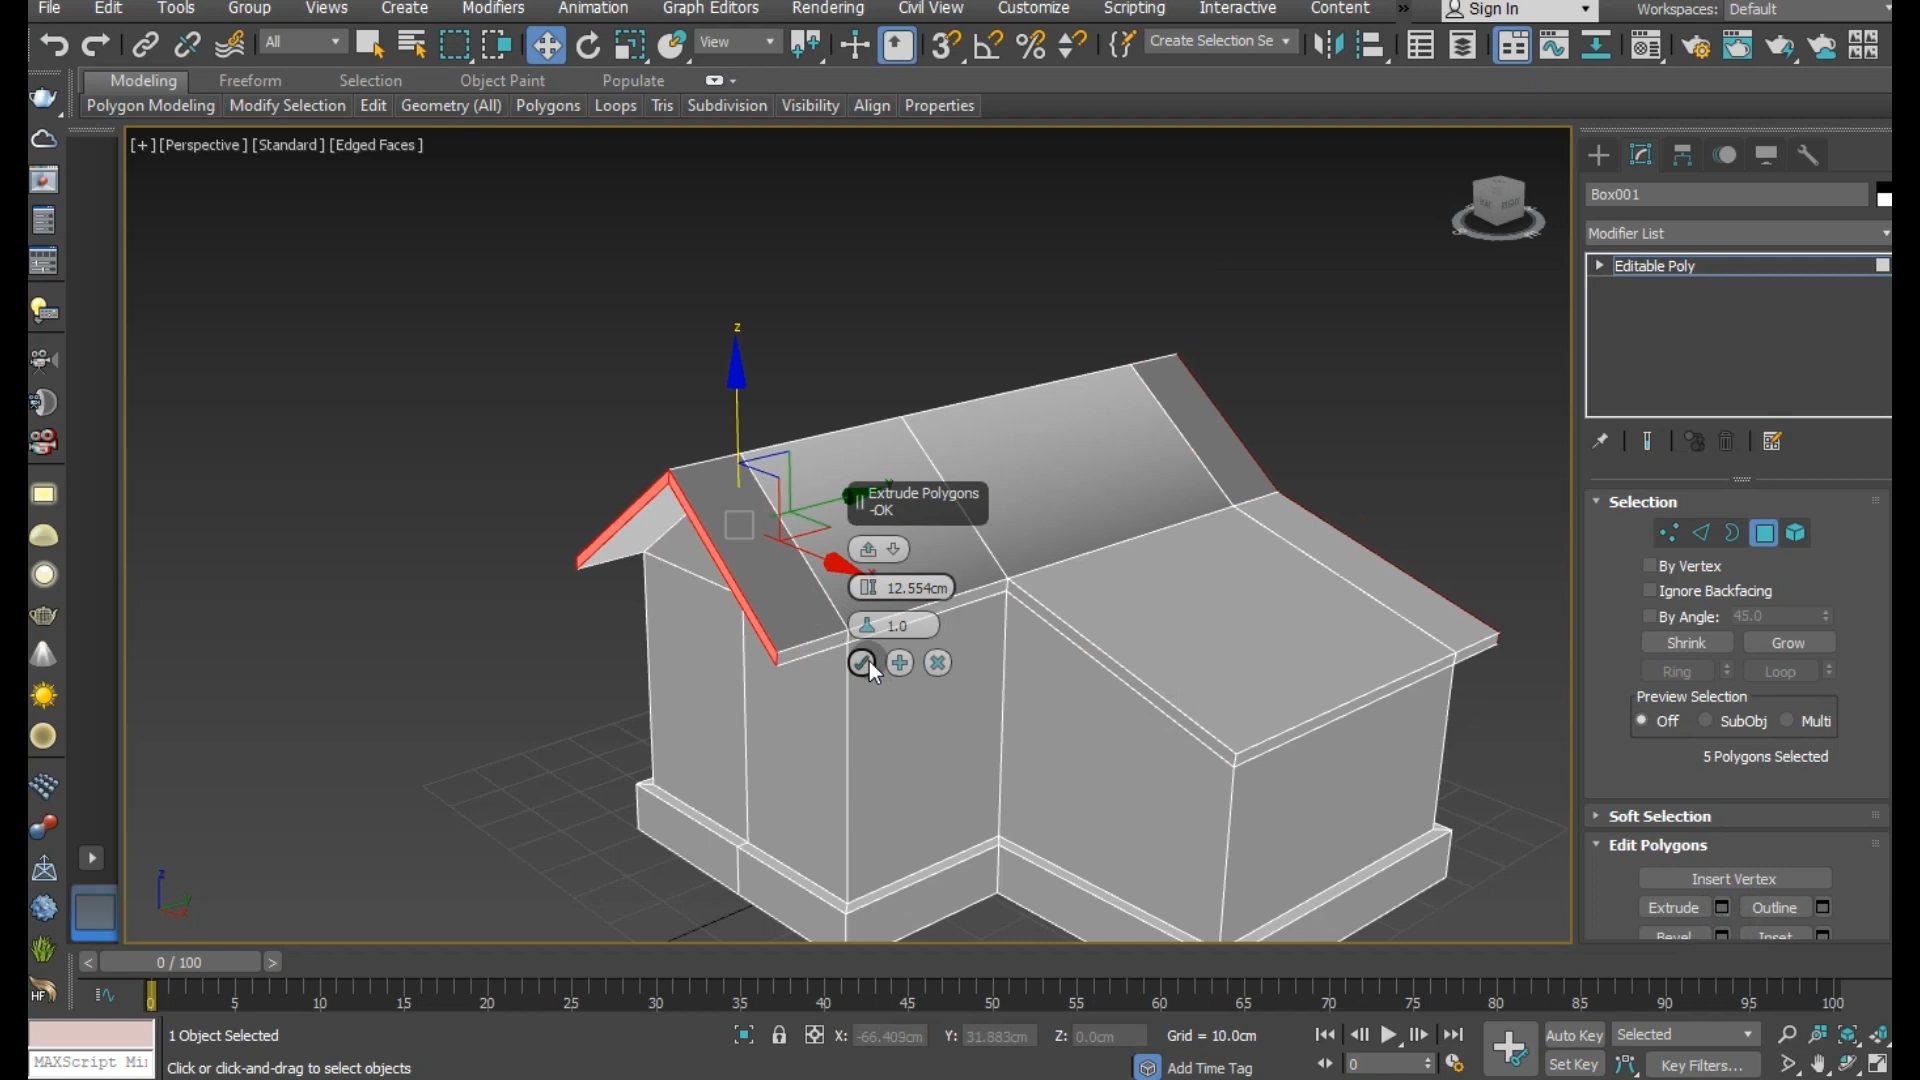 File Edit Tools Group Views Create Modifiers Animation Graph Editors Rendering Civil View Customize Scripting Interactive Content » Sign In Workspaces: Default
All View Create Selection Se
Modeling Freeform Selection Object Paint Populate
Polygon Modeling Modify Selection Edit Geometry (All) Polygons Loops Tris Subdivision Visibility Align Properties
[+] [Perspective ] [Standard ] [Edged Faces ]
Box001
Modifier List
Editable Poly
z
Extrude Polygons
-OK
12.554cm
1.0
Selection
By Vertex
Ignore Backfacing
By Angle: 45.0
Shrink Grow
Ring Loop
Preview Selection
Off SubObj Multi
5 Polygons Selected
Soft Selection
Edit Polygons
Insert Vertex
Extrude Outline
Bevel Inset
z
< 0 / 100 >
0 5 10 15 20 25 30 35 40 45 50 55 60 65 70 75 80 85 90 95 100
HF
1 Object Selected X: -66.409cm Y: 31.883cm Z: 0.0cm Grid = 10.0cm Auto Key Selected
MAXScript Mi Click or click-and-drag to select objects Add Time Tag 0 Set Key Key Filters...